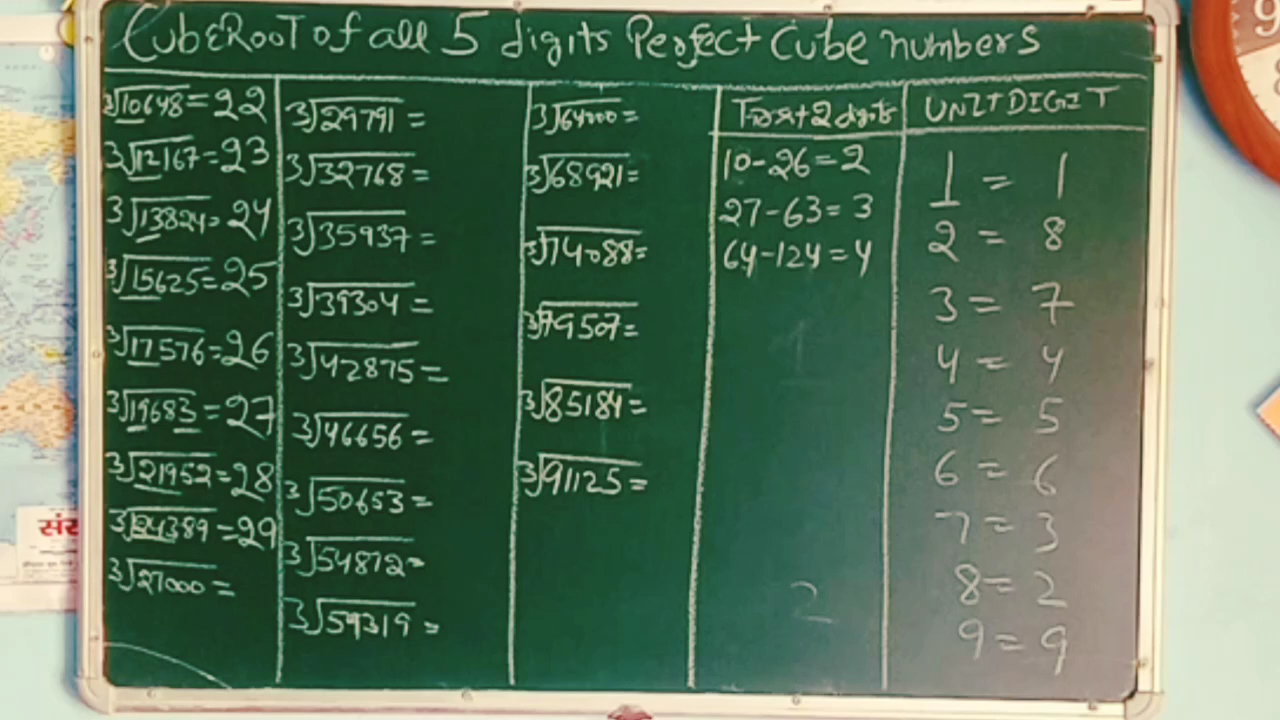 CubeRooT of all 5 digits Perfect Cube numbers
∛10648=22
∛12167=23
∛13824=24
∛15625=25
∛17576=26
∛19683=27
∛21952=28
∛24389=29
∛27000=
∛29791=
∛32768=
∛35937=
∛39304=
∛42875=
∛46656=
∛50653=
∛54872=
∛59319=
∛64000=
∛68921=
∛74088=
∛79507=
∛85184=
∛91125=
First 2 digits
10-26=2
27-63=3
64-124=4
UNIT DIGIT
1 = 1
2 = 8
3 = 7
4 = 4
5 = 5
6 = 6
7 = 3
8 = 2
9 = 9
2
संस
9
8